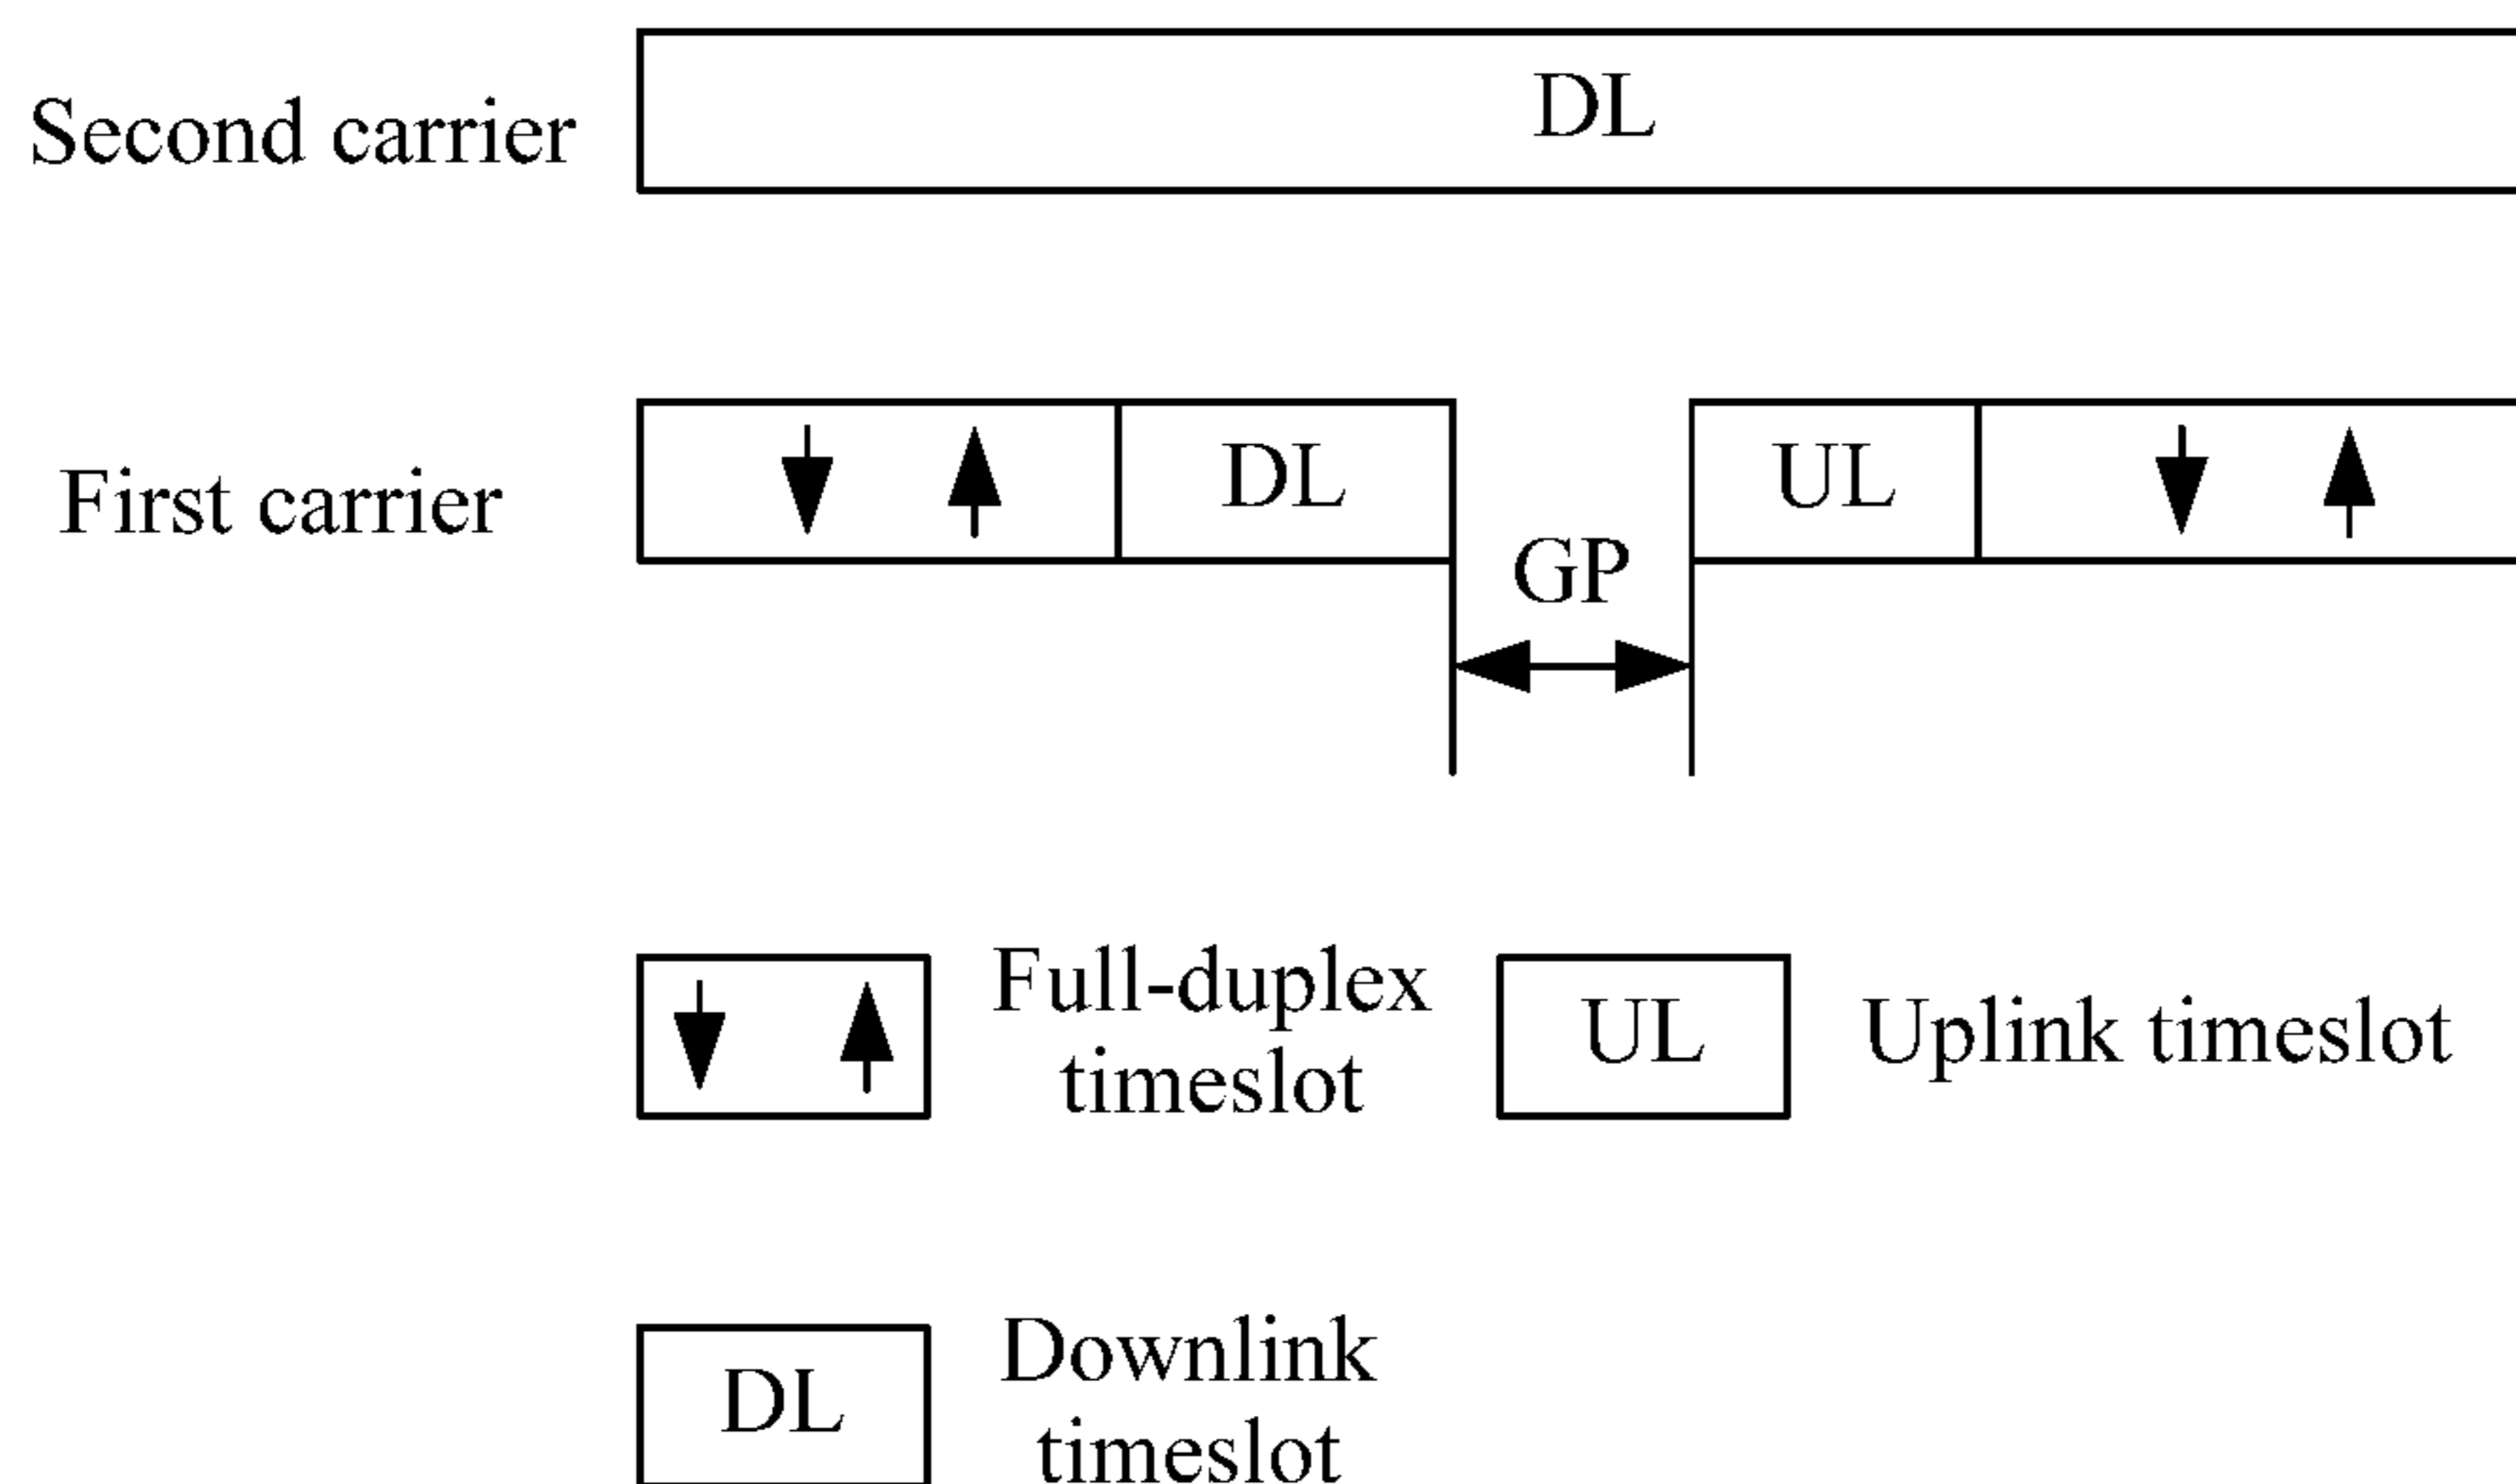 DL
Second carrier
First carrier
DL
UL
GP
Full-duplex
timeslot
UL
Uplink timeslot
DL
Downlink
timeslot